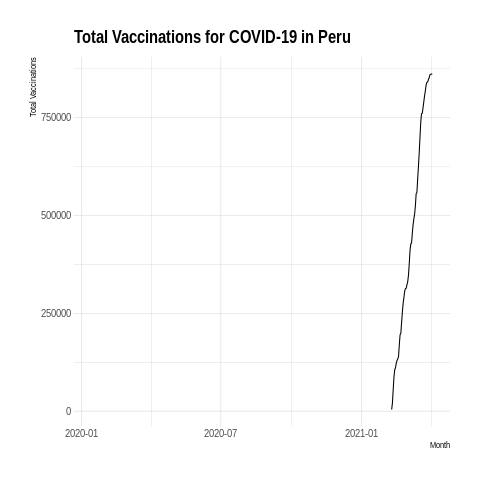 Total Vaccinations for COVID-19 in Peru
Total Vaccinations
750000
500000
250000
0
2020-01 2020-07 2021-01
Month